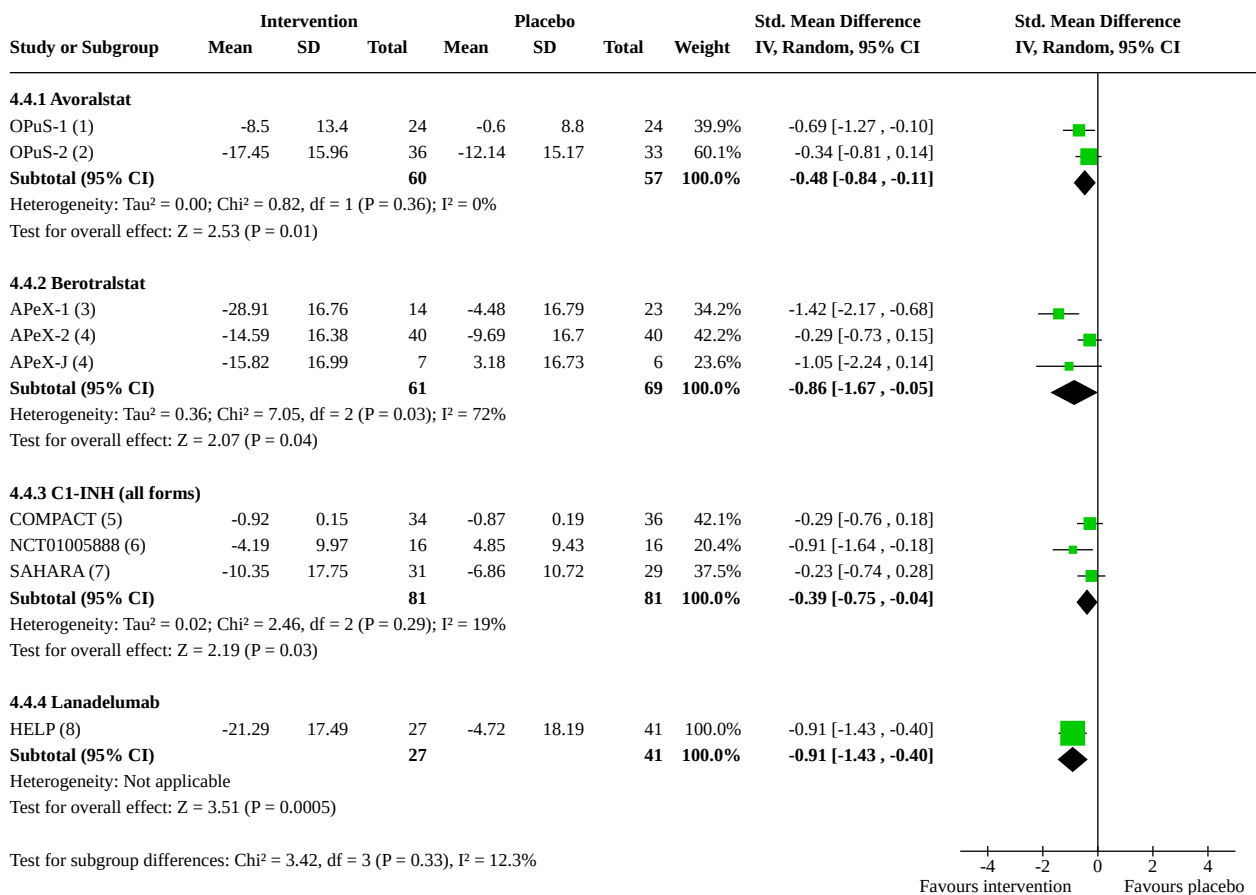 Intervention Placebo Std. Mean Difference Std. Mean Difference
Study or Subgroup Mean SD Total Mean SD Total Weight IV, Random, 95% CI IV, Random, 95% CI
4.4.1 Avoralstat
OPuS-1 (1) -8.5 13.4 24 -0.6 8.8 24 39.9% -0.69 [-1.27 , -0.10]
OPuS-2 (2) -17.45 15.96 36 -12.14 15.17 33 60.1% -0.34 [-0.81 , 0.14]
Subtotal (95% CI) 60 57 100.0% -0.48 [-0.84 , -0.11]
Heterogeneity: Tau² = 0.00; Chi² = 0.82, df = 1 (P = 0.36); I² = 0%
Test for overall effect: Z = 2.53 (P = 0.01)
4.4.2 Berotralstat
APeX-1 (3) -28.91 16.76 14 -4.48 16.79 23 34.2% -1.42 [-2.17 , -0.68]
APeX-2 (4) -14.59 16.38 40 -9.69 16.7 40 42.2% -0.29 [-0.73 , 0.15]
APeX-J (4) -15.82 16.99 7 3.18 16.73 6 23.6% -1.05 [-2.24 , 0.14]
Subtotal (95% CI) 61 69 100.0% -0.86 [-1.67 , -0.05]
Heterogeneity: Tau² = 0.36; Chi² = 7.05, df = 2 (P = 0.03); I² = 72%
Test for overall effect: Z = 2.07 (P = 0.04)
4.4.3 C1-INH (all forms)
COMPACT (5) -0.92 0.15 34 -0.87 0.19 36 42.1% -0.29 [-0.76 , 0.18]
NCT01005888 (6) -4.19 9.97 16 4.85 9.43 16 20.4% -0.91 [-1.64 , -0.18]
SAHARA (7) -10.35 17.75 31 -6.86 10.72 29 37.5% -0.23 [-0.74 , 0.28]
Subtotal (95% CI) 81 81 100.0% -0.39 [-0.75 , -0.04]
Heterogeneity: Tau² = 0.02; Chi² = 2.46, df = 2 (P = 0.29); I² = 19%
Test for overall effect: Z = 2.19 (P = 0.03)
4.4.4 Lanadelumab
HELP (8) -21.29 17.49 27 -4.72 18.19 41 100.0% -0.91 [-1.43 , -0.40]
Subtotal (95% CI) 27 41 100.0% -0.91 [-1.43 , -0.40]
Heterogeneity: Not applicable
Test for overall effect: Z = 3.51 (P = 0.0005)
Test for subgroup differences: Chi² = 3.42, df = 3 (P = 0.33), I² = 12.3%
-4 -2 0 2 4
Favours intervention Favours placebo